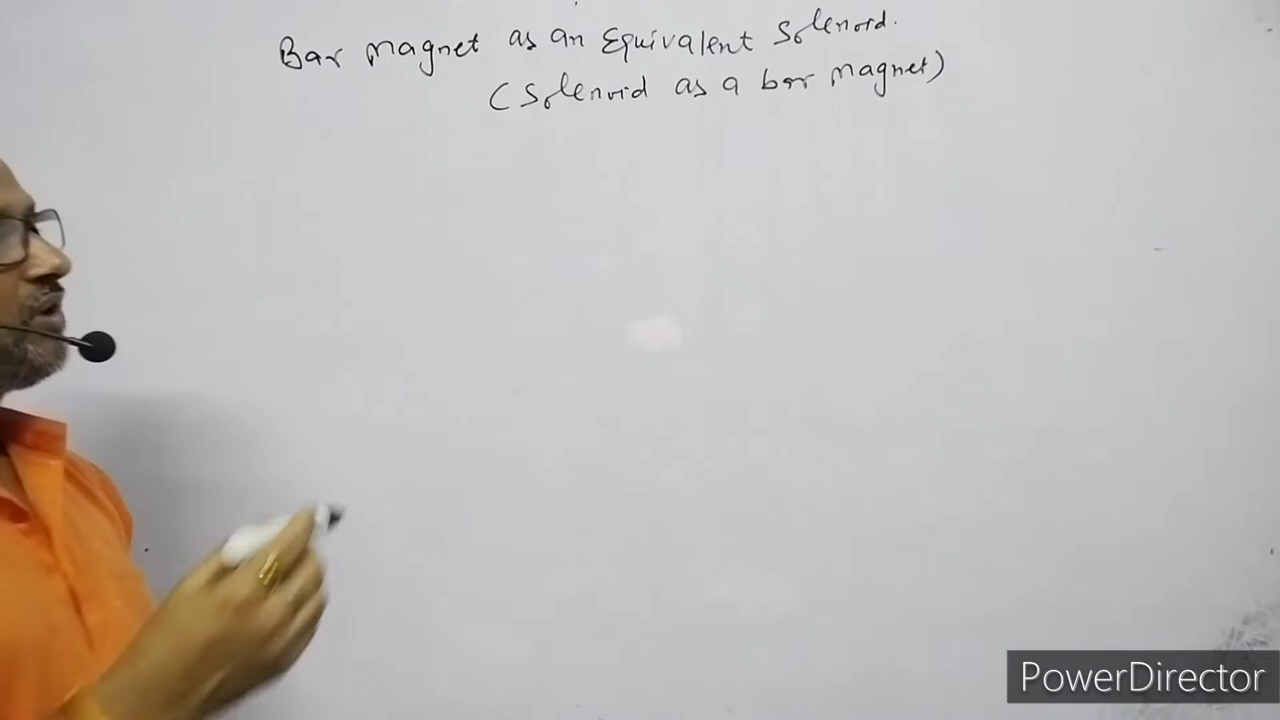 Bar magnet as an Equivalent Solenoid.
(Solenoid as a bar magnet)
PowerDirector